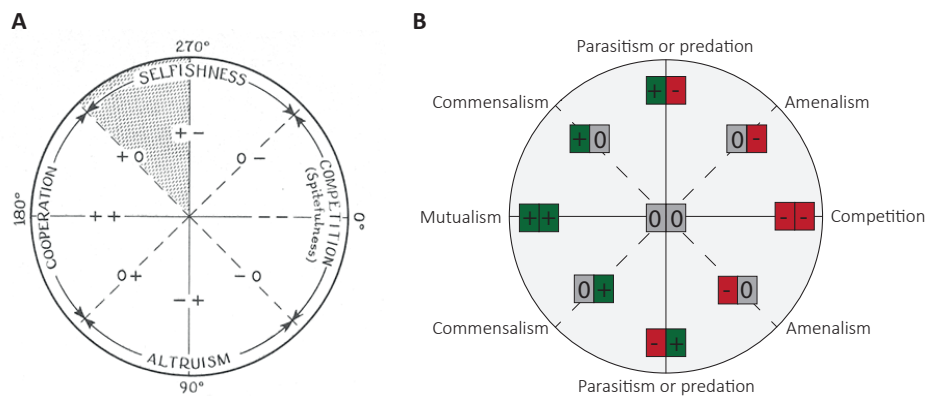 A
270°
SELFISHNESS
+ -
+ 0
0 -
180°
COOPERATION
+ +
- -
COMPETITION
(Spitefulness)
0°
0 +
- 0
- +
ALTRUISM
90°
B
Parasitism or predation
+ -
Commensalism
Amenalism
+ 0
0 -
Mutualism
+ +
0 0
- -
Competition
0 +
- 0
Commensalism
Amenalism
- +
Parasitism or predation